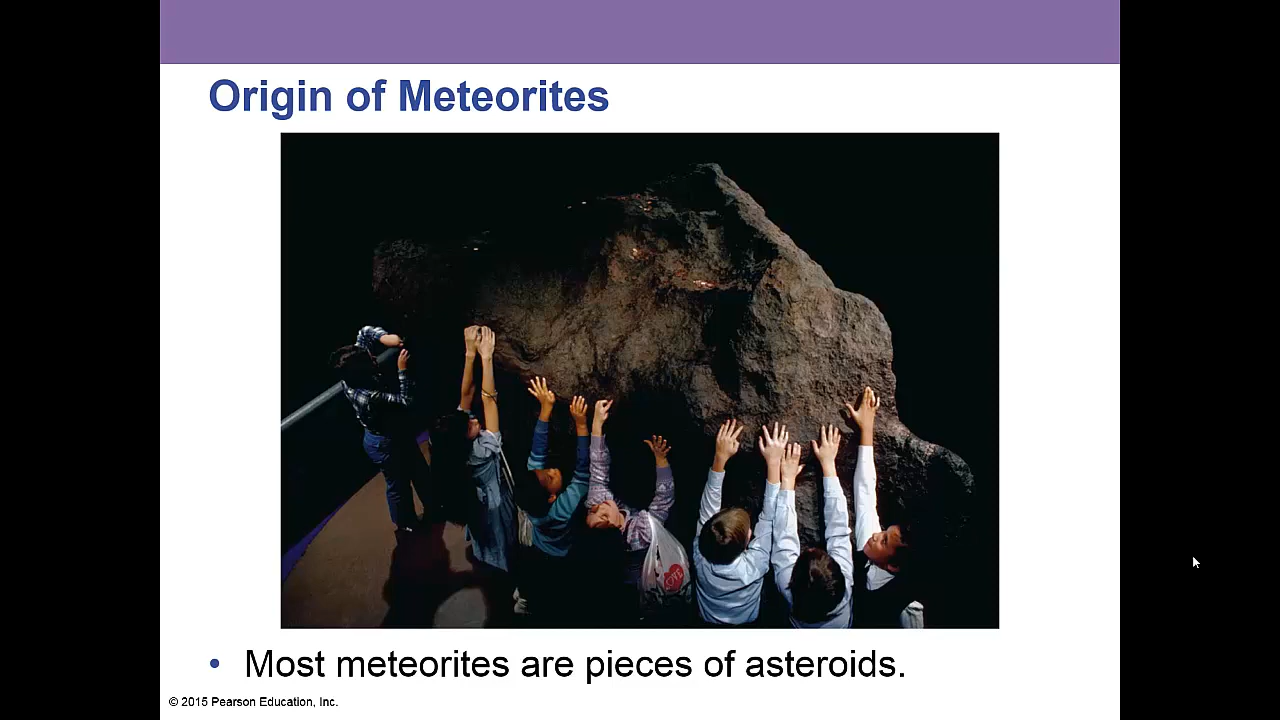 Origin of Meteorites
• Most meteorites are pieces of asteroids.
© 2015 Pearson Education, Inc.